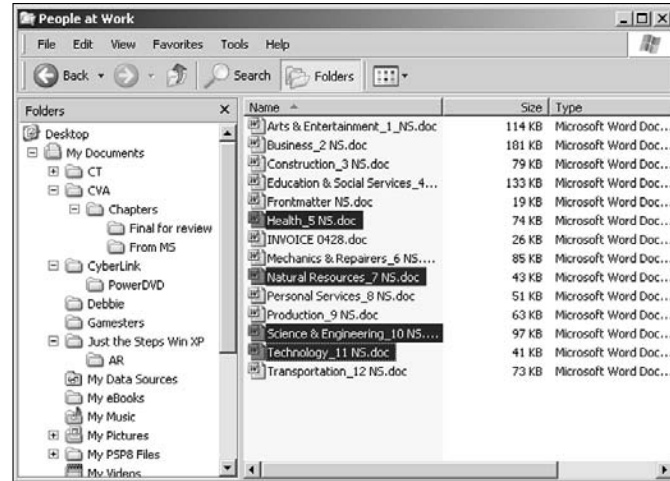 People at Work
File Edit View Favorites Tools Help
Back Search Folders
Folders
Desktop
My Documents
CT
CVA
Chapters
Final for review
From MS
CyberLink
PowerDVD
Debbie
Gamesters
Just the Steps Win XP
AR
My Data Sources
My eBooks
My Music
My Pictures
My PSP8 Files
My Videos
Name Size Type
Arts & Entertainment_1_NS.doc 114 KB Microsoft Word Doc...
Business_2 NS.doc 181 KB Microsoft Word Doc...
Construction_3 NS.doc 79 KB Microsoft Word Doc...
Education & Social Services_4... 133 KB Microsoft Word Doc...
Frontmatter NS.doc 19 KB Microsoft Word Doc...
Health_5 NS.doc 74 KB Microsoft Word Doc...
INVOICE 0428.doc 26 KB Microsoft Word Doc...
Mechanics & Repairers_6 NS.... 85 KB Microsoft Word Doc...
Natural Resources_7 NS.doc 43 KB Microsoft Word Doc...
Personal Services_8 NS.doc 51 KB Microsoft Word Doc...
Production_9 NS.doc 63 KB Microsoft Word Doc...
Science & Engineering_10 NS.... 97 KB Microsoft Word Doc...
Technology_11 NS.doc 41 KB Microsoft Word Doc...
Transportation_12 NS.doc 73 KB Microsoft Word Doc...